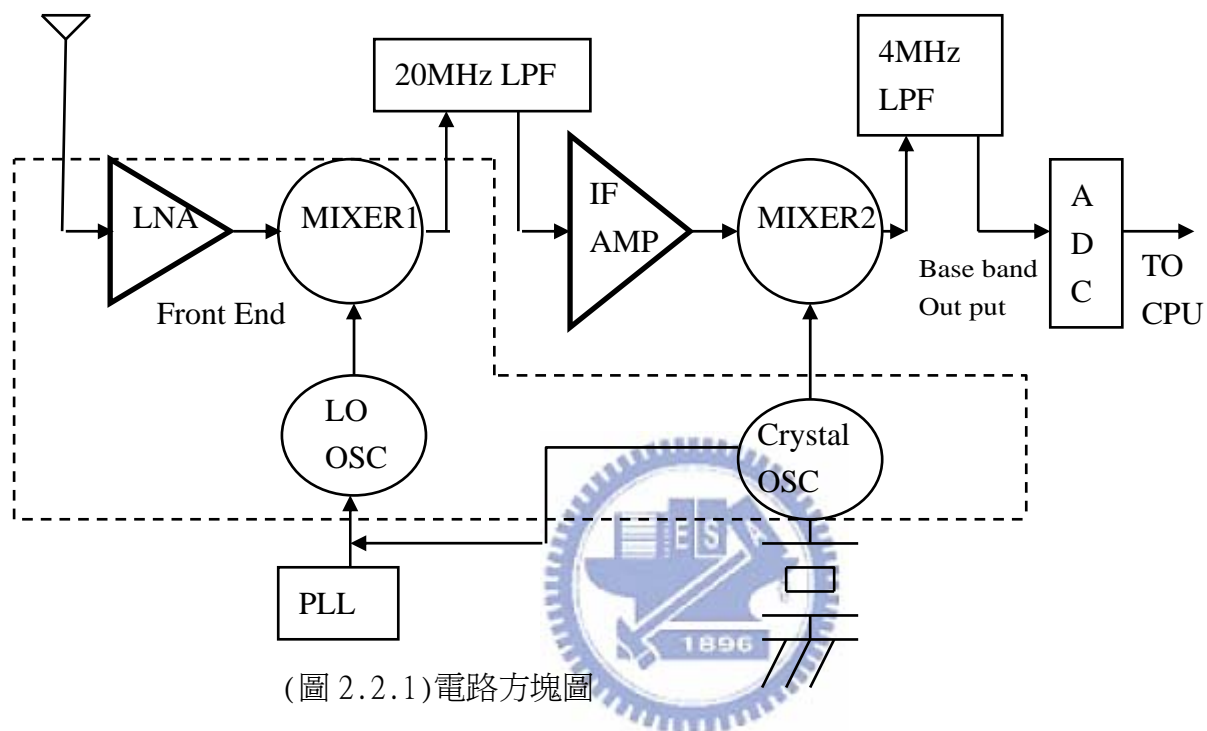 20MHz LPF
4MHz
LPF
LNA
MIXER1
IF
AMP
MIXER2
A
D
C
Base band
Out put
TO
CPU
Front End
LO
OSC
Crystal
OSC
PLL
ES
1896
(圖 2.2.1)電路方塊圖